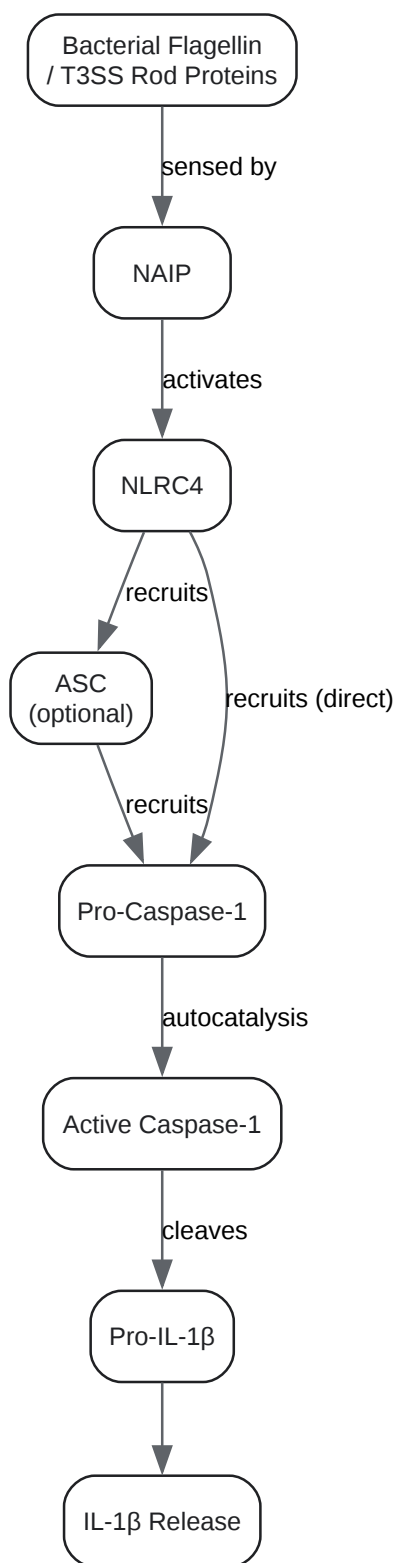 Bacterial Flagellin
/ T3SS Rod Proteins
sensed by
NAIP
activates
NLRC4
recruits
ASC
(optional)
recruits (direct)
recruits
Pro-Caspase-1
autocatalysis
Active Caspase-1
cleaves
Pro-IL-1β
IL-1β Release